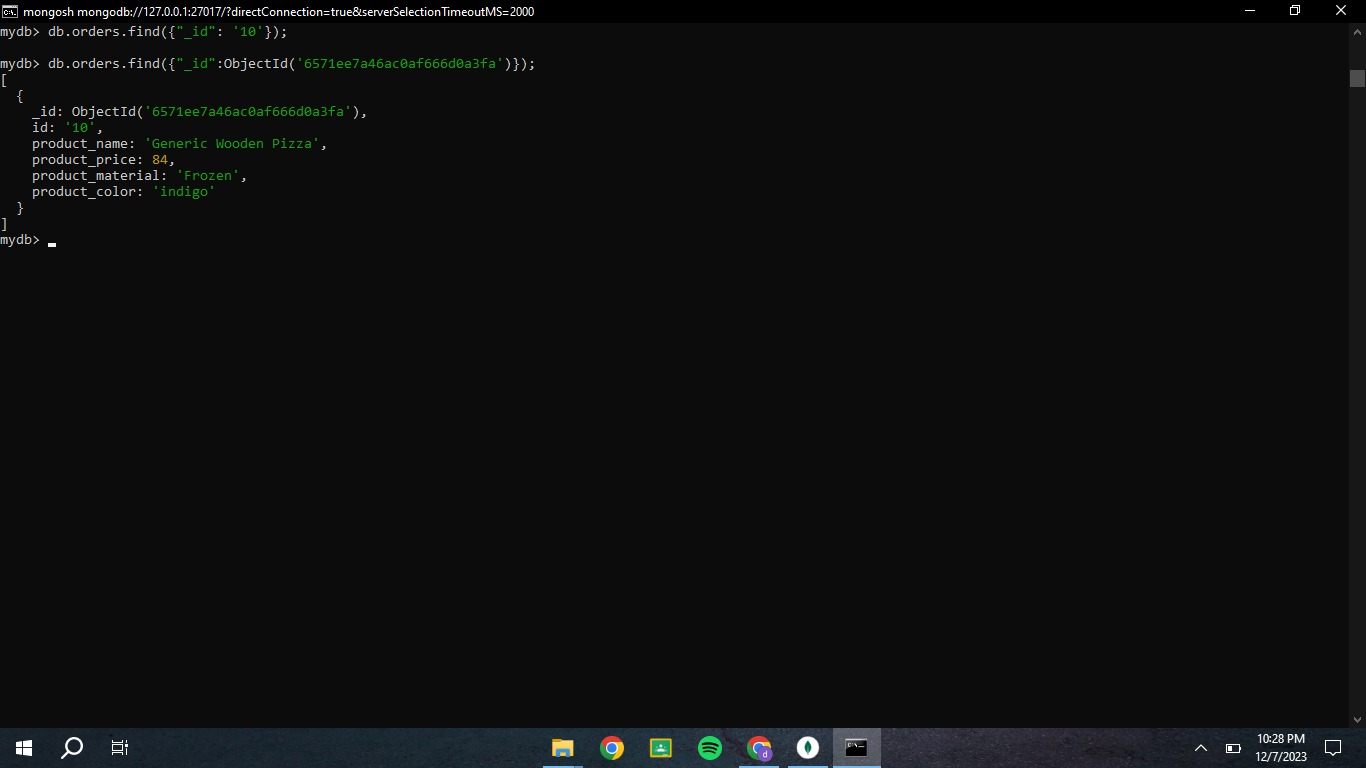 mongosh mongodb://127.0.0.1:27017/?directConnection=true&serverSelectionTimeoutMS=2000
mydb> db.orders.find({"_id": '10'});
mydb> db.orders.find({"_id":ObjectId('6571ee7a46ac0af666d0a3fa')});
[
  {
    _id: ObjectId('6571ee7a46ac0af666d0a3fa'),
    id: '10',
    product_name: 'Generic Wooden Pizza',
    product_price: 84,
    product_material: 'Frozen',
    product_color: 'indigo'
  }
]
mydb>
10:28 PM
12/7/2023